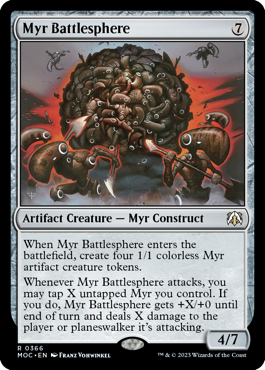 Myr Battlesphere 7
Artifact Creature — Myr Construct
When Myr Battlesphere enters the
battlefield, create four 1/1 colorless Myr
artifact creature tokens.
Whenever Myr Battlesphere attacks, you
may tap X untapped Myr you control. If
you do, Myr Battlesphere gets +X/+0 until
end of turn and deals X damage to the
player or planeswalker it's attacking.
4/7
R 0366
MOC • EN Franz Vohwinkel
™ & © 2023 Wizards of the Coast